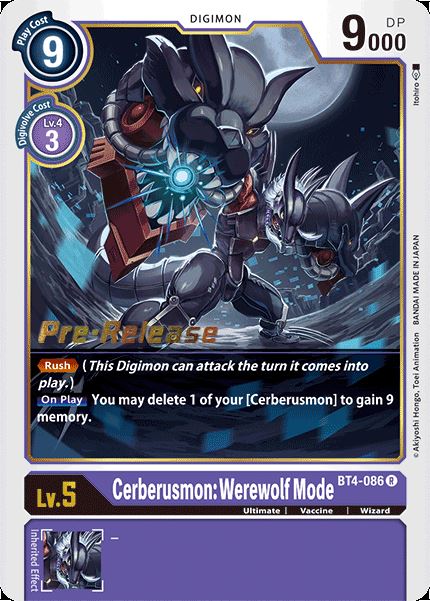 DIGIMON
Play Cost
9
DP
9000
Digivolve Cost
Lv.4
3
Itohiro
© Akiyoshi Hongo, Toei Animation BANDAI MADE IN JAPAN
Pre-Release
Rush (This Digimon can attack the turn it comes into
play.)
On Play You may delete 1 of your [Cerberusmon] to gain 9
memory.
Lv.5
Cerberusmon: Werewolf Mode
BT4-086 R
Ultimate | Vaccine | Wizard
Inherited Effect
–